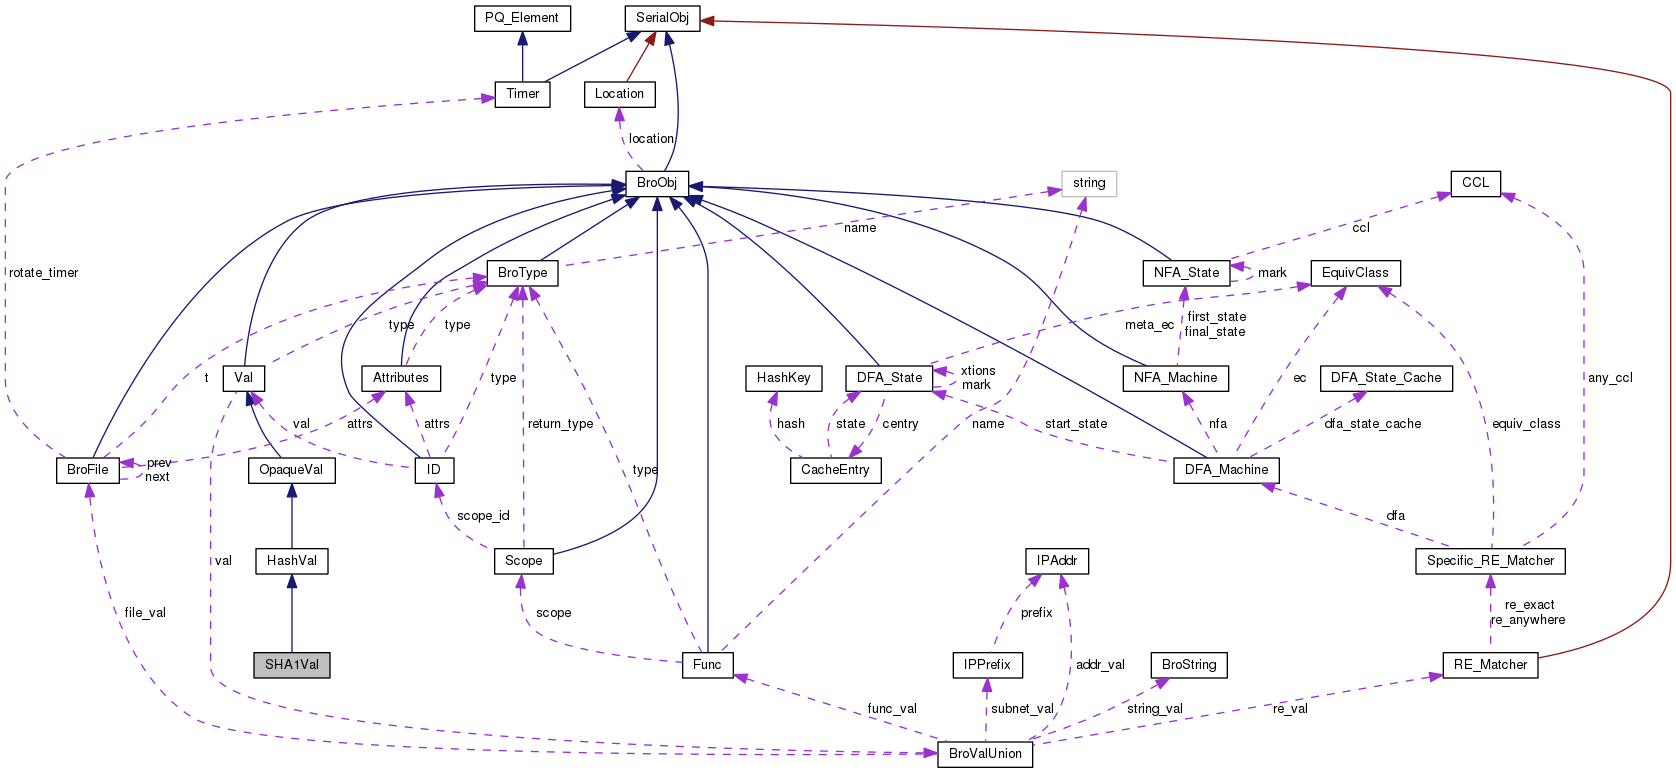 PQ_Element
SerialObj
Timer
Location
location
BroObj
string
CCL
name
ccl
rotate_timer
BroType
NFA_State
mark
EquivClass
type
type
meta_ec
first_state
final_state
t
Val
Attributes
type
HashKey
DFA_State
xtions
mark
NFA_Machine
ec
DFA_State_Cache
any_ccl
val
attrs
attrs
return_type
hash
state
centry
name
start_state
nfa
dfa_state_cache
equiv_class
BroFile
prev
next
OpaqueVal
ID
type
CacheEntry
DFA_Machine
scope_id
dfa
val
HashVal
Scope
IPAddr
Specific_RE_Matcher
file_val
scope
prefix
re_exact
re_anywhere
SHA1Val
Func
IPPrefix
addr_val
BroString
RE_Matcher
func_val
subnet_val
string_val
re_val
BroValUnion